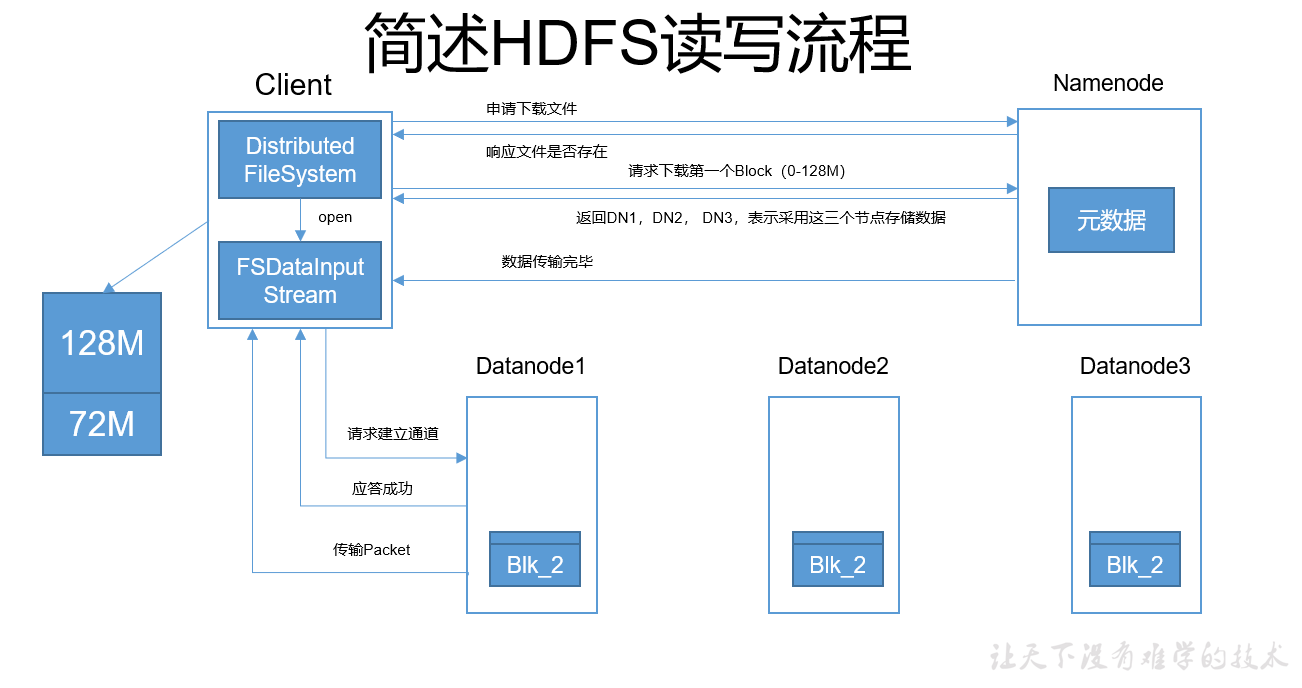 简述HDFS读写流程
Client
Namenode
Distributed
FileSystem
open
FSDataInput
Stream
申请下载文件
响应文件是否存在
请求下载第一个Block（0-128M）
返回DN1，DN2， DN3，表示采用这三个节点存储数据
数据传输完毕
元数据
128M
72M
Datanode1
Datanode2
Datanode3
请求建立通道
应答成功
传输Packet
Blk_2
Blk_2
Blk_2
让天下没有难学的技术